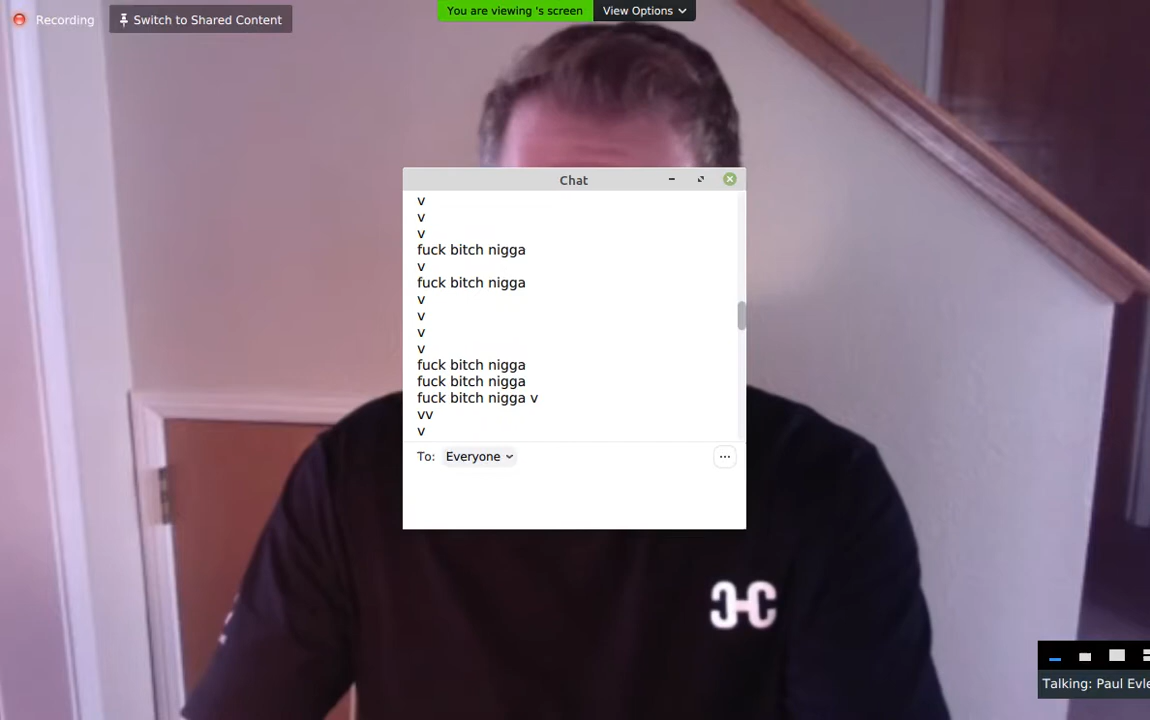 Recording
Switch to Shared Content
You are viewing 's screen
View Options
Chat
v
v
v
fuck bitch nigga
v
fuck bitch nigga
v
v
v
v
fuck bitch nigga
fuck bitch nigga
fuck bitch nigga v
vv
v
To: Everyone
...
Talking: Paul Evle